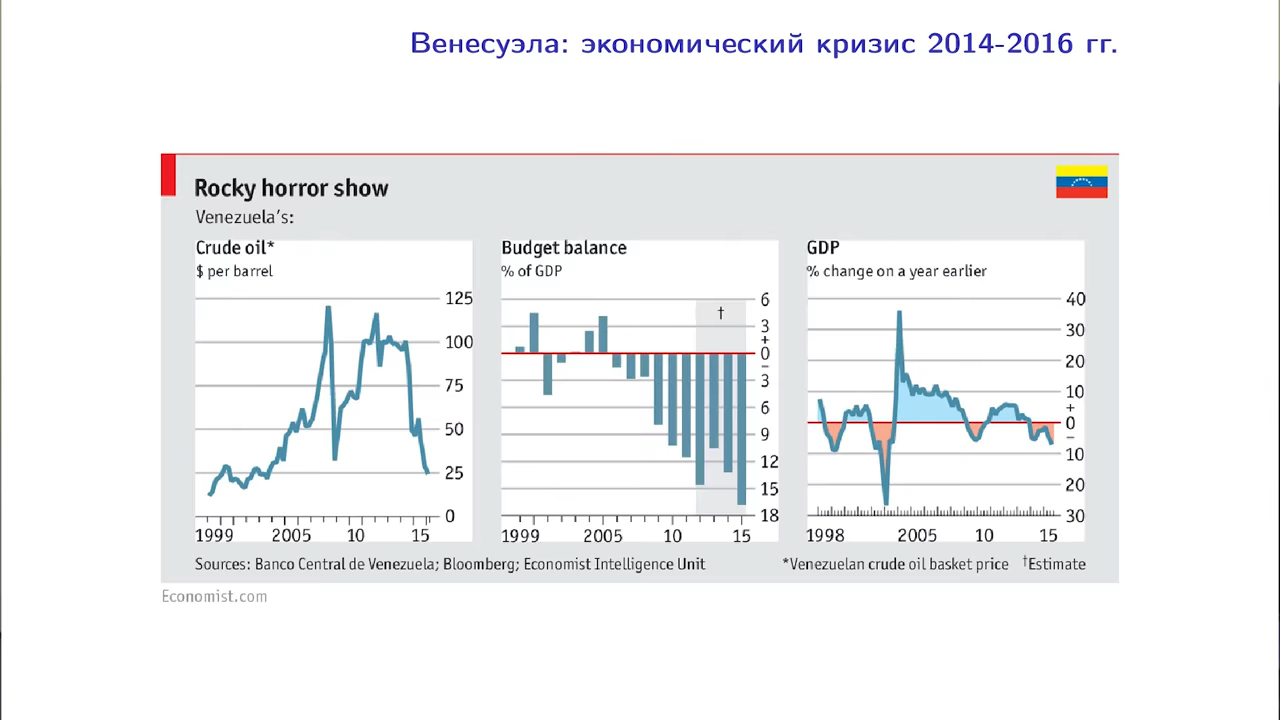 Венесуэла: экономический кризис 2014-2016 гг.
Rocky horror show
Venezuela's:
Crude oil*
$ per barrel
125
100
75
50
25
0
1999 2005 10 15
Budget balance
% of GDP
†
6
3
+
0
–
3
6
9
12
15
18
1999 2005 10 15
GDP
% change on a year earlier
40
30
20
10
+
0
–
10
20
30
1998 2005 10 15
Sources: Banco Central de Venezuela; Bloomberg; Economist Intelligence Unit
*Venezuelan crude oil basket price †Estimate
Economist.com